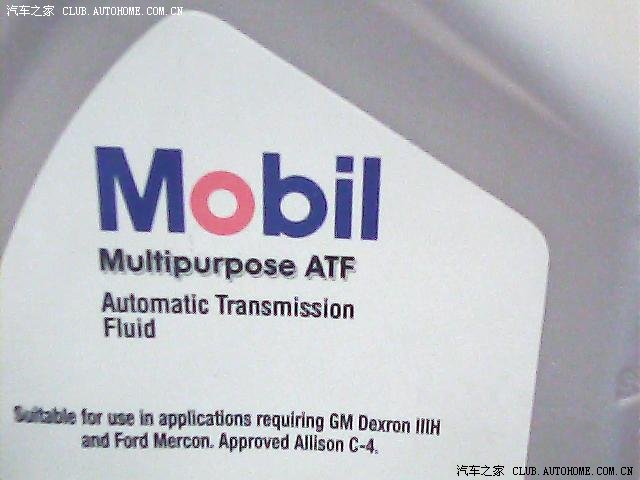 汽车之家 CLUB.AUTOHOME.COM.CN
Mobil
Multipurpose ATF
Automatic Transmission
Fluid
Suitable for use in applications requiring GM Dexron IIIH
and Ford Mercon. Approved Allison C-4.
汽车之家 CLUB.AUTOHOME.COM.CN